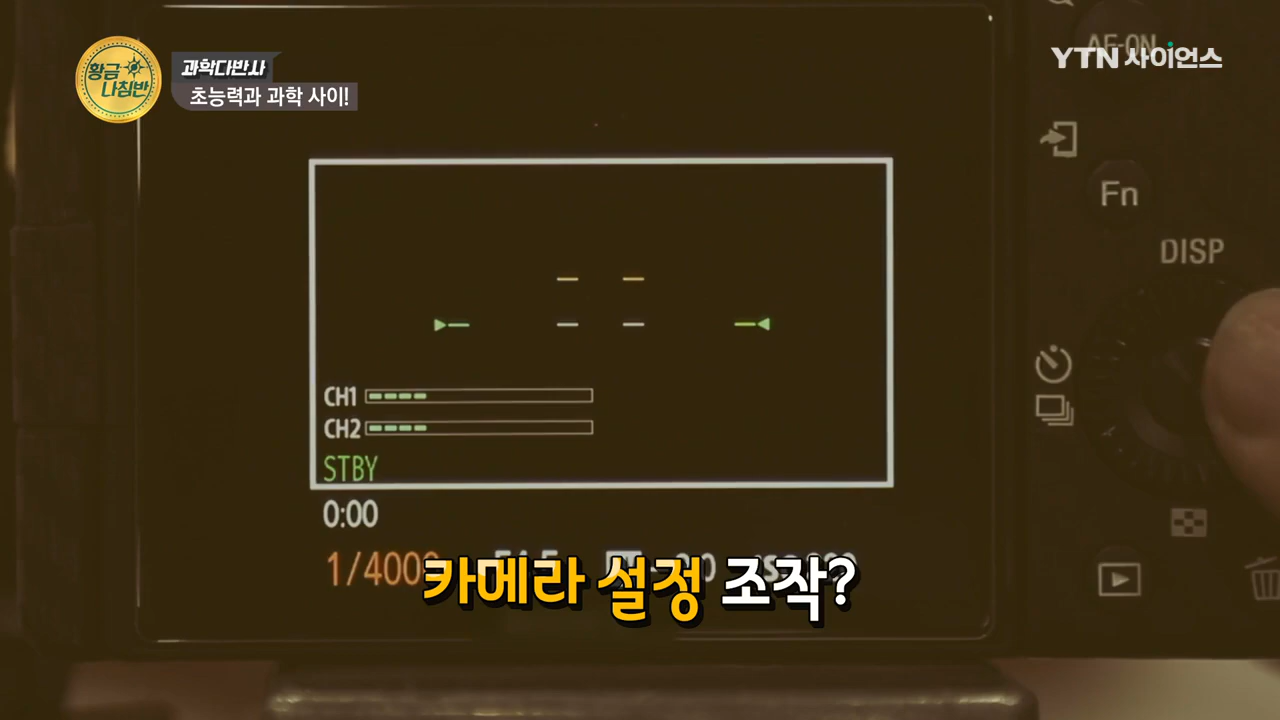 황금
나침반
과학다반사
초능력과 과학 사이!
YTN 사이언스
AF-ON
Fn
DISP
CH1
CH2
STBY
0:00
1/4000
카메라 설정 조작?